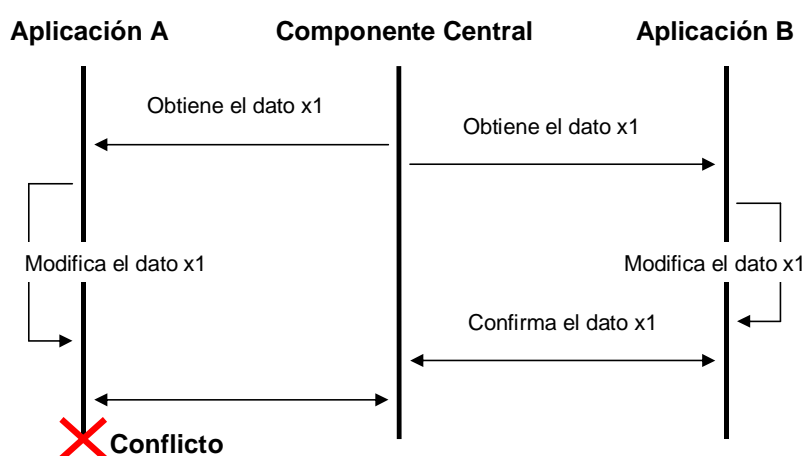 Aplicación A
Componente Central
Aplicación B
Obtiene el dato x1
Obtiene el dato x1
Modifica el dato x1
Modifica el dato x1
Confirma el dato x1
Conflicto